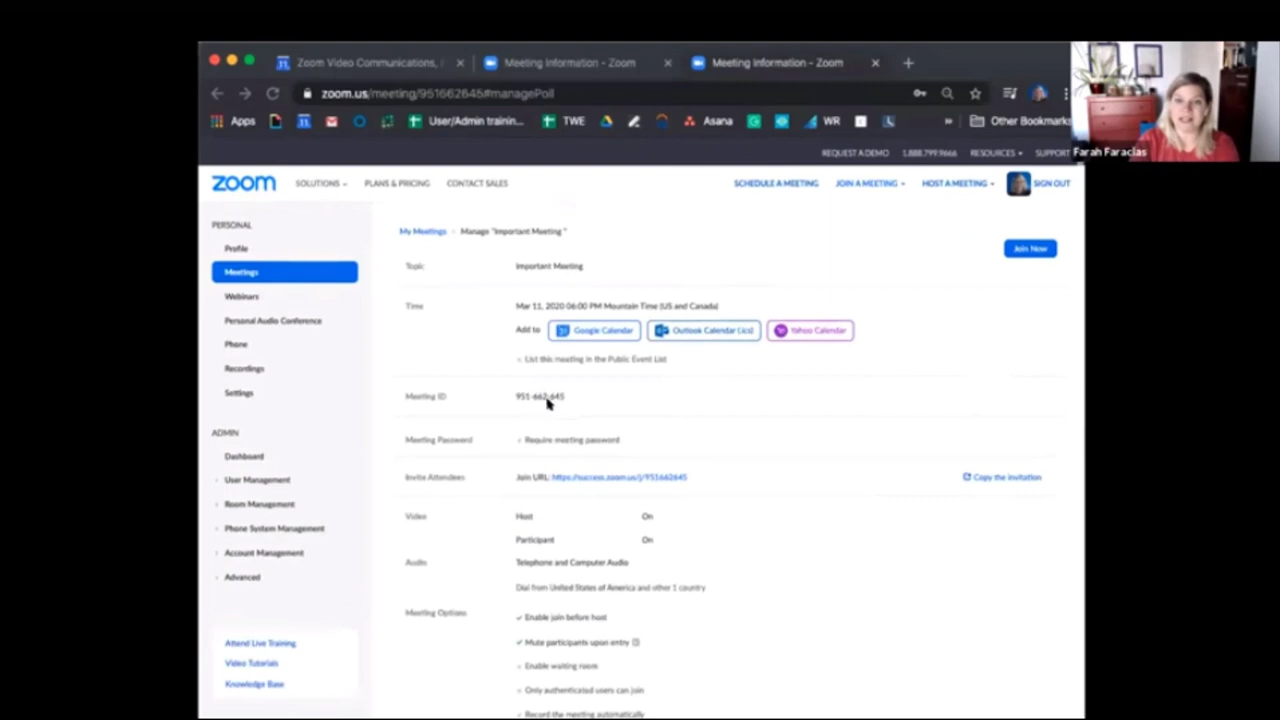 Zoom Video Communications, Meeting Information - Zoom Meeting Information - Zoom
zoom.us/meeting/951662645#managePoll
Apps User/Admin trainin... TWE Asana WR » Other Bookmarks
REQUEST A DEMO 1.888.799.9666 RESOURCES SUPPORT
Farah Faraclas
zoom SOLUTIONS PLANS & PRICING CONTACT SALES SCHEDULE A MEETING JOIN A MEETING HOST A MEETING SIGN OUT
PERSONAL
Profile
Meetings
Webinars
Personal Audio Conference
Phone
Recordings
Settings
ADMIN
Dashboard
User Management
Room Management
Phone System Management
Account Management
Advanced
Attend Live Training
Video Tutorials
Knowledge Base
My Meetings > Manage "Important Meeting "
Join Now
Topic Important Meeting
Time Mar 11, 2020 06:00 PM Mountain Time (US and Canada)
Add to Google Calendar Outlook Calendar (.ics) Yahoo Calendar
List this meeting in the Public Event List
Meeting ID 951-662-645
Meeting Password Require meeting password
Invite Attendees Join URL: https://success.zoom.us/j/951662645 Copy the invitation
Video Host On
Participant On
Audio Telephone and Computer Audio
Dial from United States of America and other 1 country
Meeting Options ✓ Enable join before host
✓ Mute participants upon entry
Enable waiting room
Only authenticated users can join
Record the meeting automatically